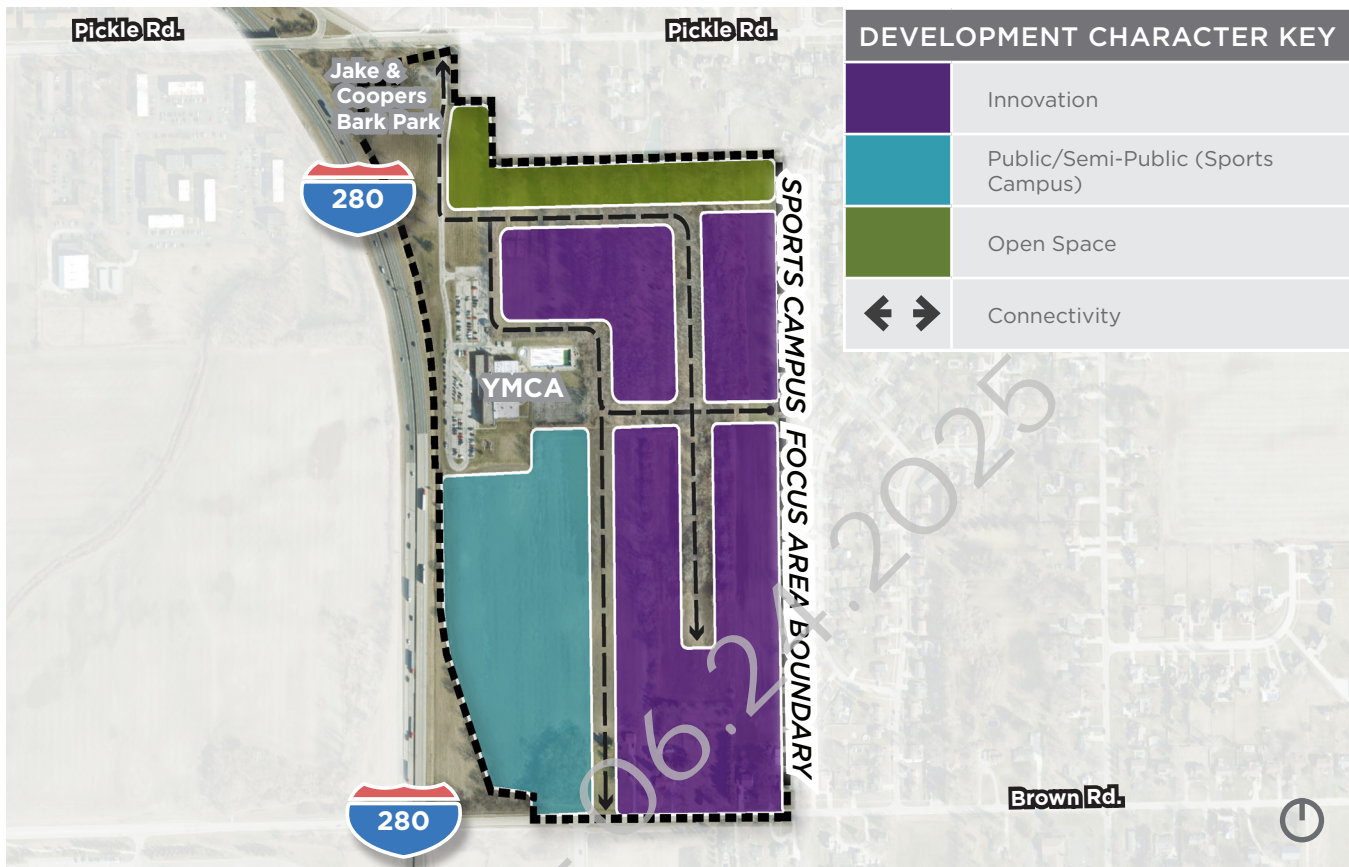 Pickle Rd.
Pickle Rd.
DEVELOPMENT CHARACTER KEY
Innovation
Public/Semi-Public (Sports
Campus)
Open Space
Connectivity
Jake &
Coopers
Bark Park
280
YMCA
SPORTS CAMPUS FOCUS AREA BOUNDARY
06.24.2025
280
Brown Rd.